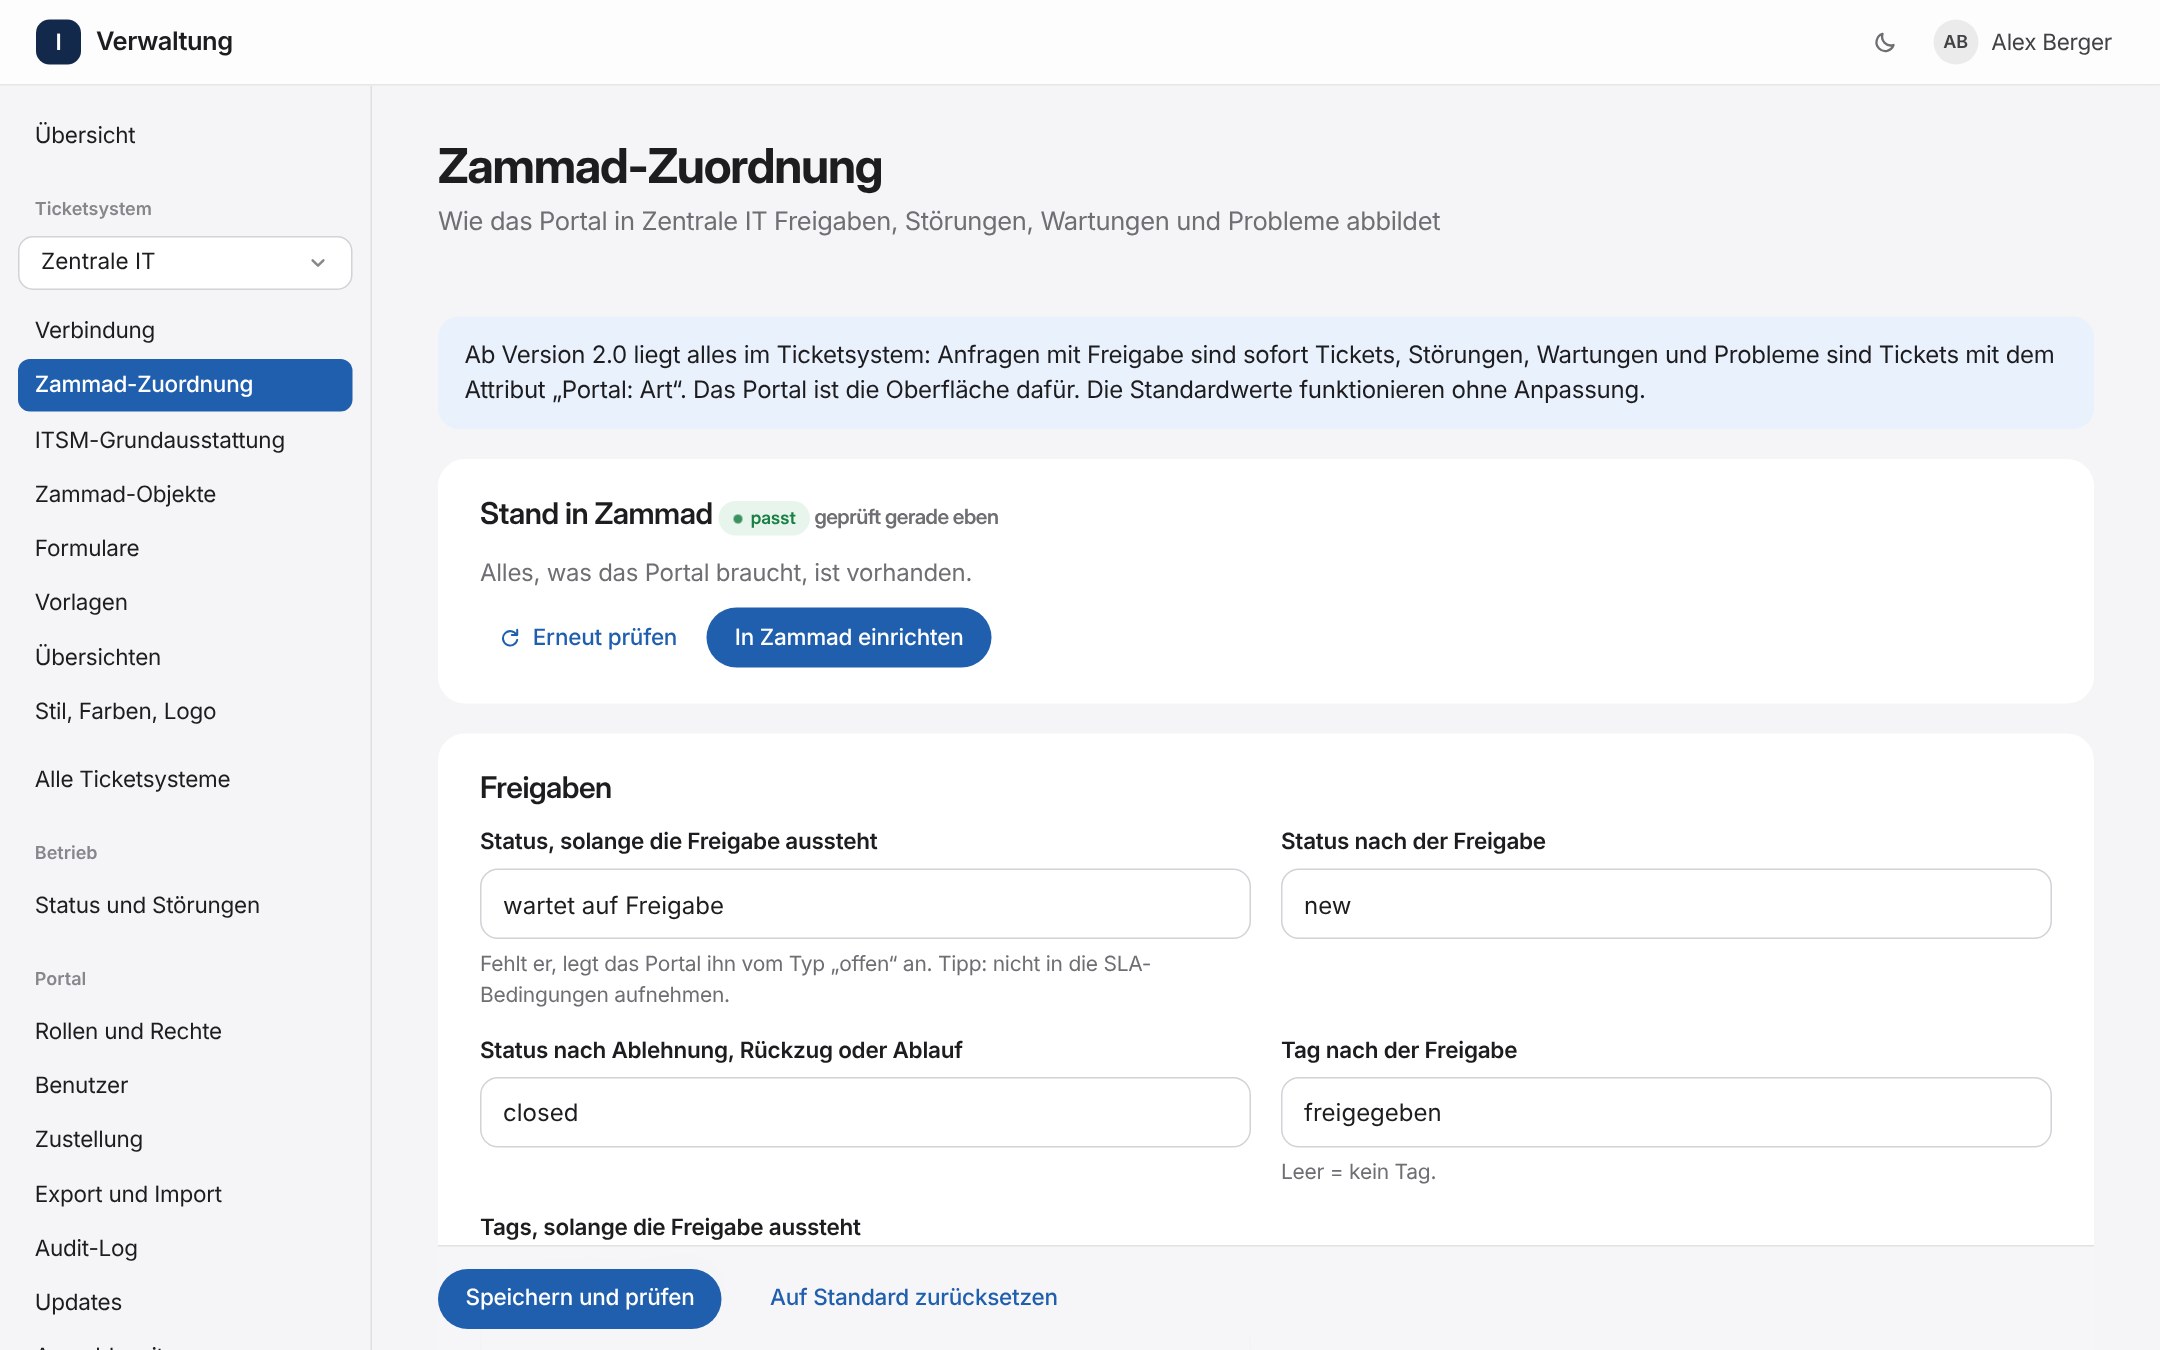 I
Verwaltung
AB
Alex Berger
Übersicht
Ticketsystem
Zentrale IT
Verbindung
Zammad-Zuordnung
ITSM-Grundausstattung
Zammad-Objekte
Formulare
Vorlagen
Übersichten
Stil, Farben, Logo
Alle Ticketsysteme
Betrieb
Status und Störungen
Portal
Rollen und Rechte
Benutzer
Zustellung
Export und Import
Audit-Log
Updates
Zammad-Zuordnung
Wie das Portal in Zentrale IT Freigaben, Störungen, Wartungen und Probleme abbildet
Ab Version 2.0 liegt alles im Ticketsystem: Anfragen mit Freigabe sind sofort Tickets, Störungen, Wartungen und Probleme sind Tickets mit dem
Attribut „Portal: Art“. Das Portal ist die Oberfläche dafür. Die Standardwerte funktionieren ohne Anpassung.
Stand in Zammad passt geprüft gerade eben
Alles, was das Portal braucht, ist vorhanden.
Erneut prüfen
In Zammad einrichten
Freigaben
Status, solange die Freigabe aussteht
wartet auf Freigabe
Fehlt er, legt das Portal ihn vom Typ „offen“ an. Tipp: nicht in die SLA-
Bedingungen aufnehmen.
Status nach der Freigabe
new
Status nach Ablehnung, Rückzug oder Ablauf
closed
Tag nach der Freigabe
freigegeben
Leer = kein Tag.
Tags, solange die Freigabe aussteht
Speichern und prüfen
Auf Standard zurücksetzen